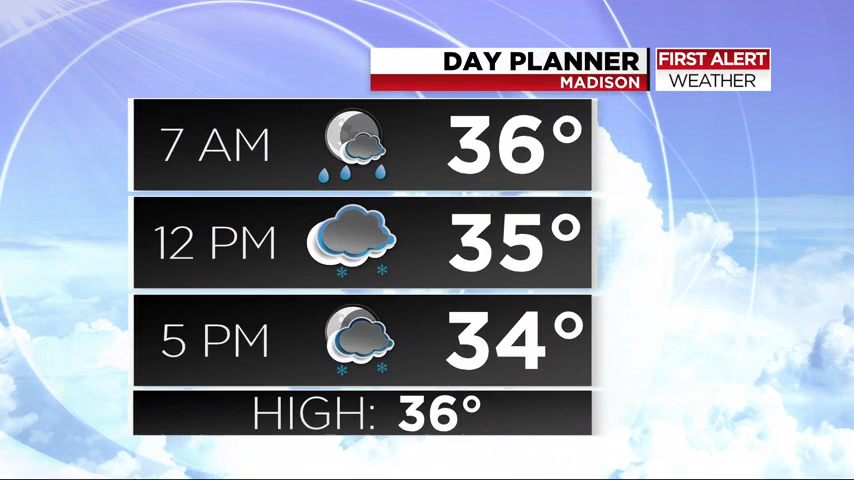 DAY PLANNER
MADISON
FIRST ALERT
WEATHER
7 AM 36°
12 PM 35°
5 PM 34°
HIGH: 36°